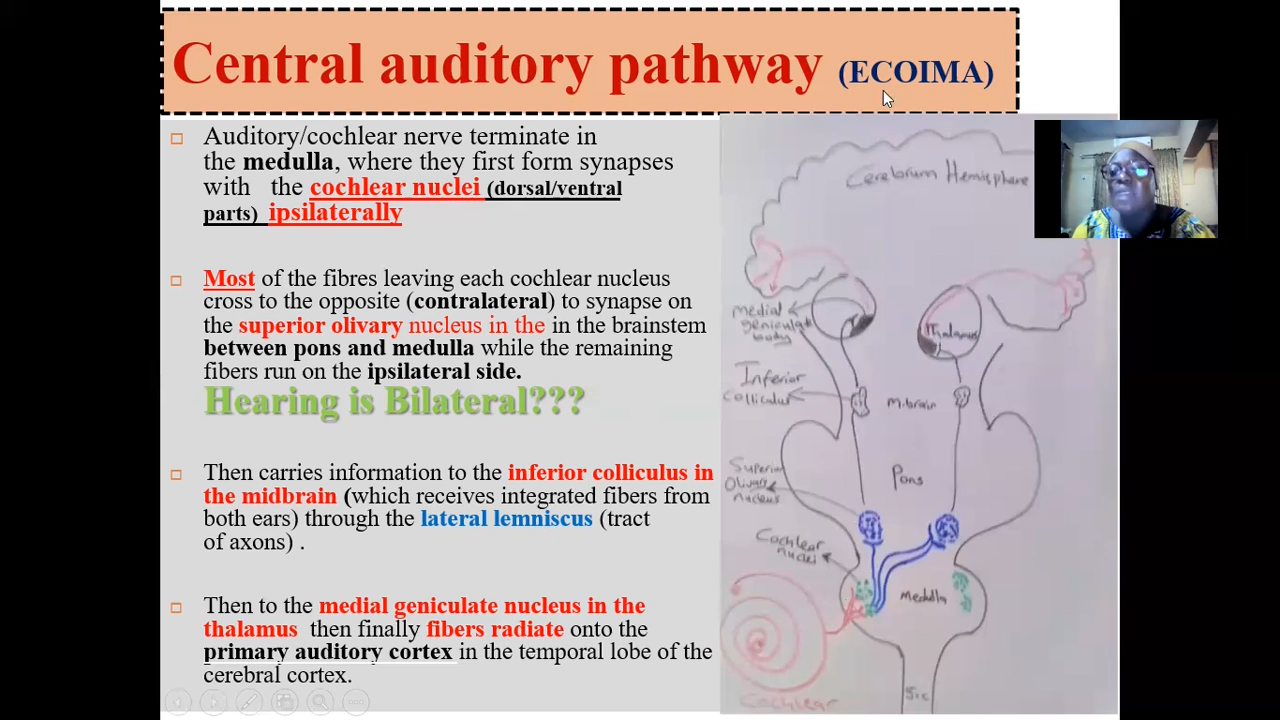 Central auditory pathway (ECOIMA)
Auditory/cochlear nerve terminate in
the medulla, where they first form synapses
with the cochlear nuclei (dorsal/ventral
parts) ipsilaterally
Most of the fibres leaving each cochlear nucleus
cross to the opposite (contralateral) to synapse on
the superior olivary nucleus in the in the brainstem
between pons and medulla while the remaining
fibers run on the ipsilateral side.
Hearing is Bilateral???
Then carries information to the inferior colliculus in
the midbrain (which receives integrated fibers from
both ears) through the lateral lemniscus (tract
of axons) .
Then to the medial geniculate nucleus in the
thalamus then finally fibers radiate onto the
primary auditory cortex in the temporal lobe of the
cerebral cortex.
Cerebrum Hemisphere
medial
geniculate
body
Thalamus
Inferior
colliculus
m.brain
Superior
Olivary
nucleus
Pons
Cochlear
nuclei
medulla
Cochlear